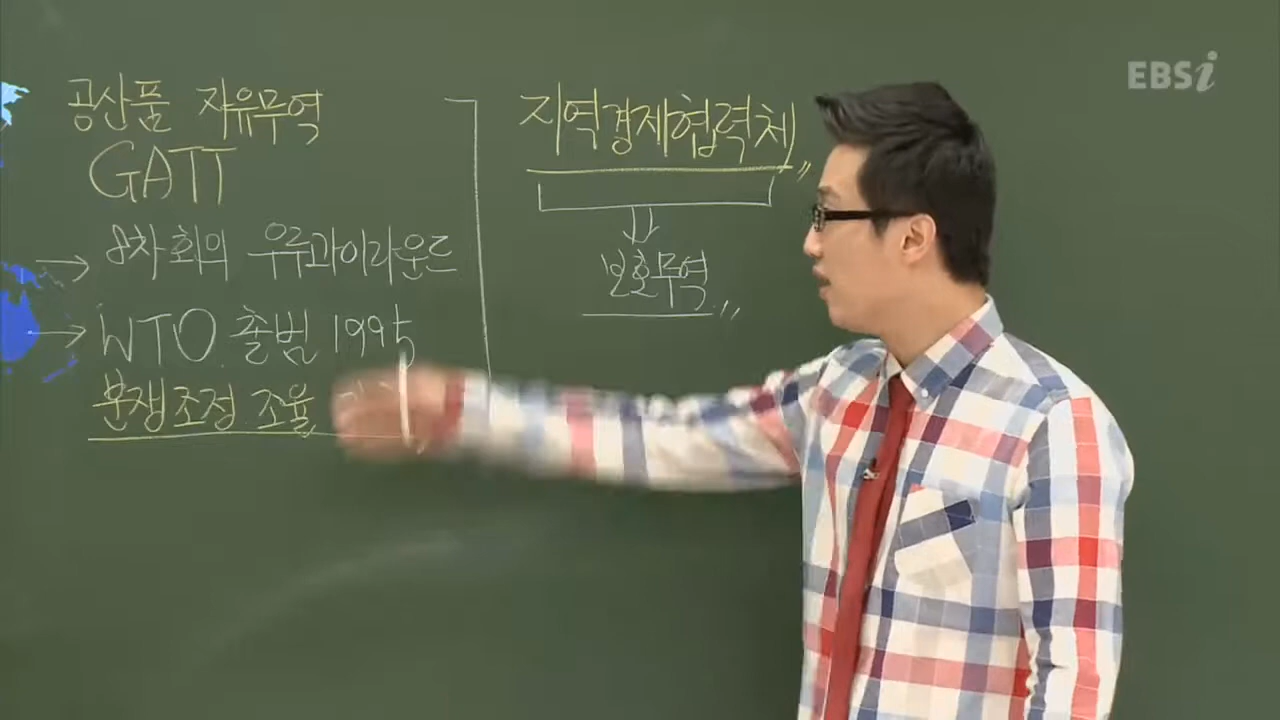 공산품 자유무역
GATT
8차 회의 우루과이라운드
WTO 출범 1995
분쟁조정 조율
지역경제협력체
보호무역
EBSi